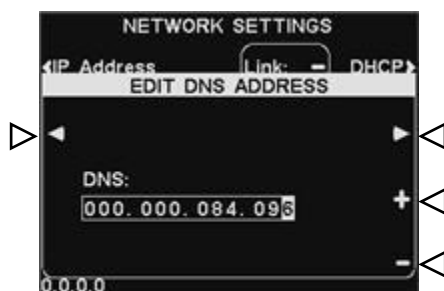 NETWORK SETTINGS
IP Address Link: DHCP
EDIT DNS ADDRESS
DNS:
000. 000. 084. 096
+
-
0.0.0.0